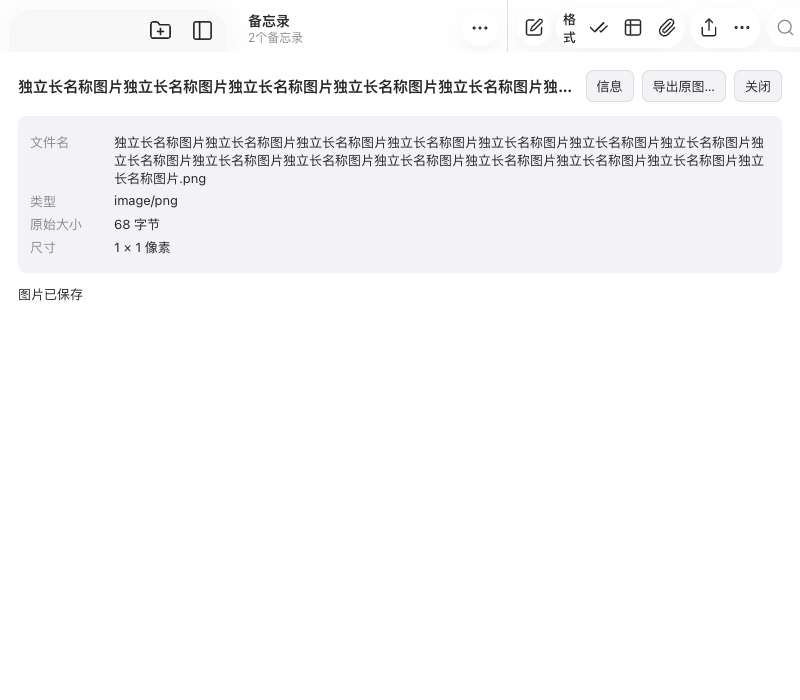 备忘录
2个备忘录
格式
独立长名称图片独立长名称图片独立长名称图片独立长名称图片独立长名称图片独...
信息
导出原图...
关闭
文件名
独立长名称图片独立长名称图片独立长名称图片独立长名称图片独立长名称图片独立长名称图片独立长名称图片独
立长名称图片独立长名称图片独立长名称图片独立长名称图片独立长名称图片独立长名称图片独立长名称图片独立
长名称图片.png
类型
image/png
原始大小
68 字节
尺寸
1 × 1 像素
图片已保存